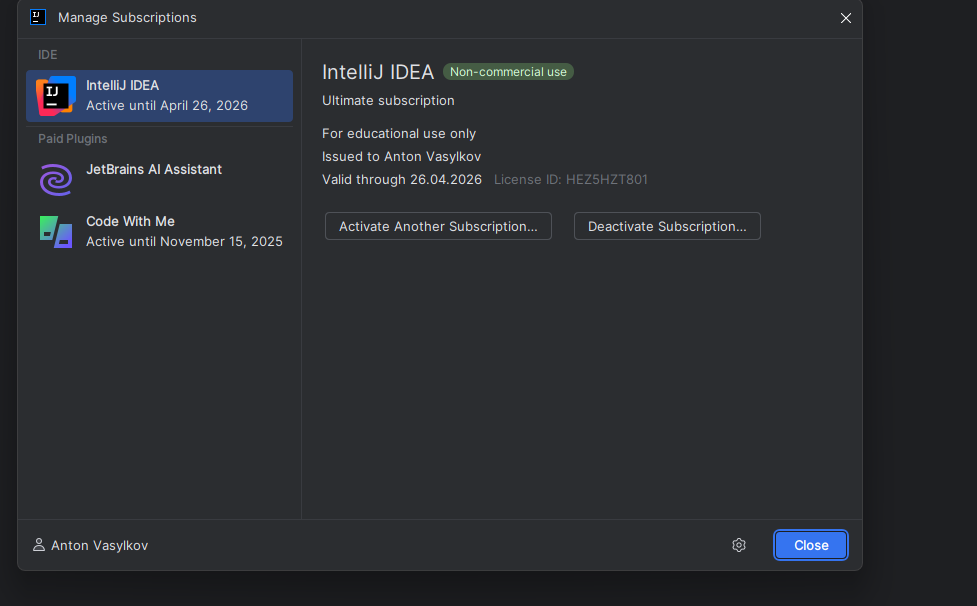 Manage Subscriptions
IDE
IntelliJ IDEA
Active until April 26, 2026
Paid Plugins
JetBrains AI Assistant
Code With Me
Active until November 15, 2025
IntelliJ IDEA Non-commercial use
Ultimate subscription
For educational use only
Issued to Anton Vasylkov
Valid through 26.04.2026 License ID: HEZ5HZT801
Activate Another Subscription... Deactivate Subscription...
Anton Vasylkov
Close